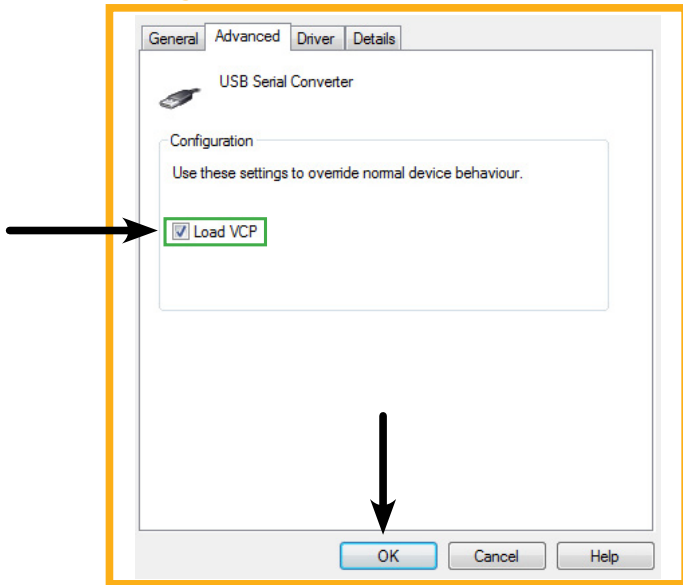 General Advanced Driver Details
USB Serial Converter
Configuration
Use these settings to override normal device behaviour.
Load VCP
OK Cancel Help